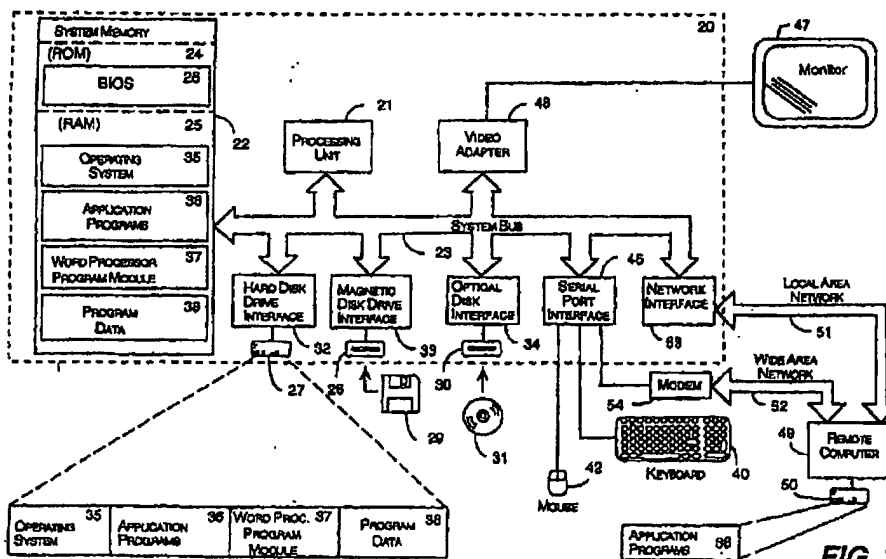 SYSTEM MEMORY
(ROM) 24
BIOS 26
(RAM) 25
OPERATING SYSTEM 35
APPLICATION PROGRAMS 36
WORD PROCESSOR PROGRAM MODULE 37
PROGRAM DATA 38
22
20
21
PROCESSING UNIT
48
VIDEO ADAPTER
47
Monitor
SYSTEM BUS
23
HARD DISK DRIVE INTERFACE
32
MAGNETIC DISK DRIVE INTERFACE
33
OPTICAL DISK INTERFACE
34
SERIAL PORT INTERFACE
46
NETWORK INTERFACE
53
LOCAL AREA NETWORK
51
27
28
29
30
31
MODEM
54
WIDE AREA NETWORK
52
MOUSE
42
KEYBOARD
40
49
REMOTE COMPUTER
50
OPERATING SYSTEM 35
APPLICATION PROGRAMS 36
WORD PROC. PROGRAM MODULE 37
PROGRAM DATA 38
APPLICATION PROGRAMS 36
FIG.